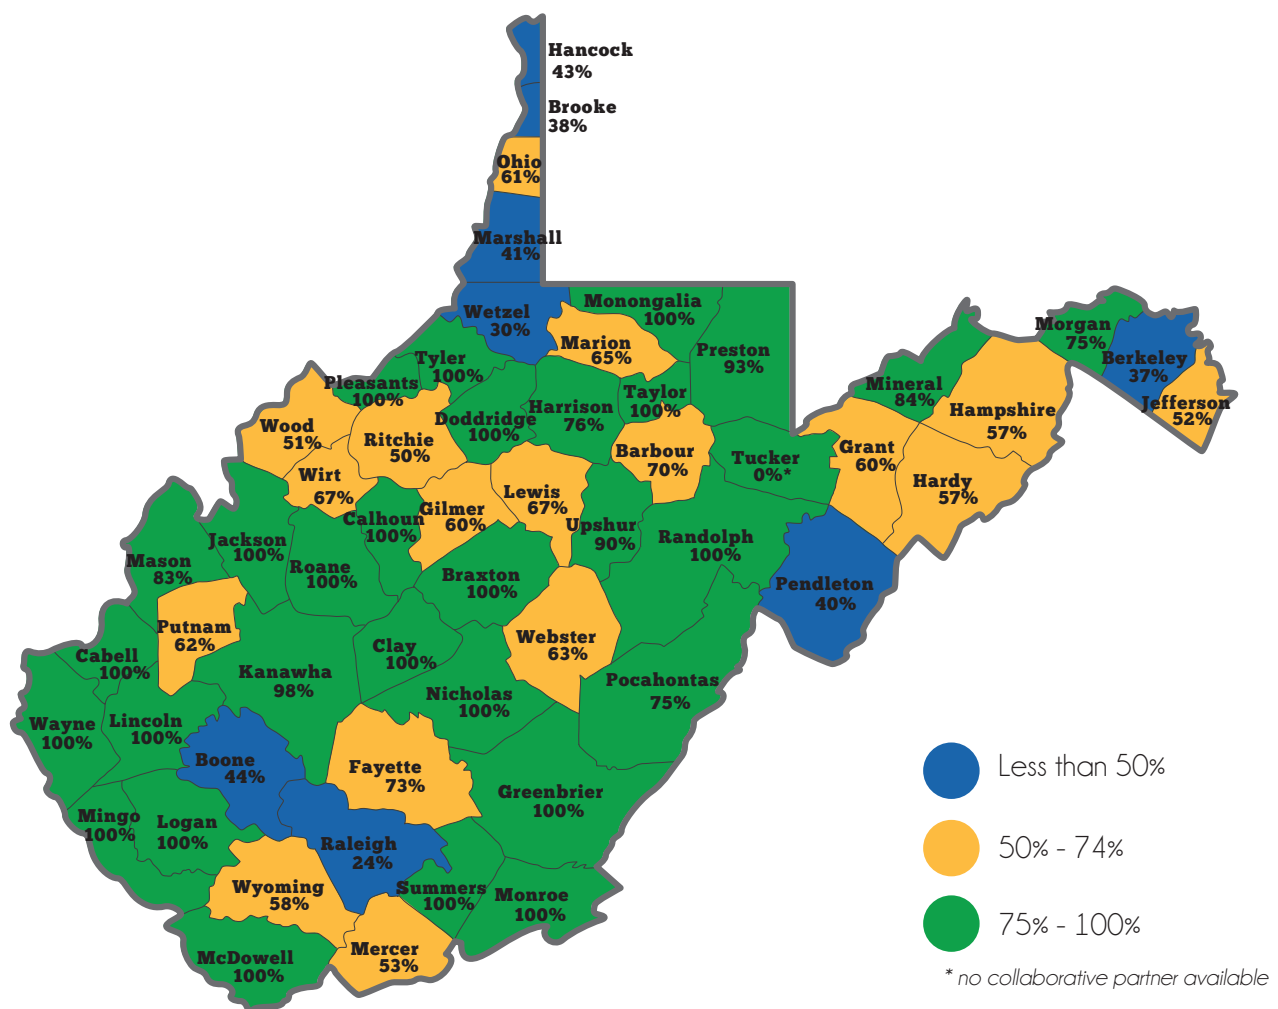 Hancock
43%
Brooke
38%
Ohio
61%
Marshall
41%
Wetzel
30%
Monongalia
100%
Marion
65%
Preston
93%
Morgan
75%
Berkeley
37%
Jefferson
52%
Tyler
100%
Pleasants
100%
Mineral
84%
Hampshire
57%
Taylor
100%
Harrison
76%
Doddridge
100%
Wood
51%
Ritchie
50%
Barbour
70%
Tucker
0%*
Grant
60%
Hardy
57%
Wirt
67%
Lewis
67%
Gilmer
60%
Calhoun
100%
Upshur
90%
Randolph
100%
Jackson
100%
Roane
100%
Mason
83%
Braxton
100%
Pendleton
40%
Putnam
62%
Webster
63%
Clay
100%
Cabell
100%
Kanawha
98%
Nicholas
100%
Pocahontas
75%
Wayne
100%
Lincoln
100%
Boone
44%
Fayette
73%
Greenbrier
100%
Mingo
100%
Logan
100%
Raleigh
24%
Wyoming
58%
Summers
100%
Monroe
100%
Mercer
53%
McDowell
100%
Less than 50%
50% - 74%
75% - 100%
* no collaborative partner available